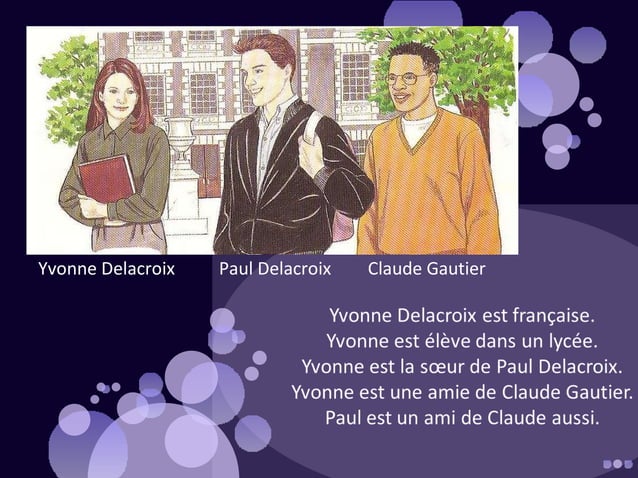 Yvonne Delacroix Paul Delacroix Claude Gautier
Yvonne Delacroix est française.
Yvonne est élève dans un lycée.
Yvonne est la sœur de Paul Delacroix.
Yvonne est une amie de Claude Gautier.
Paul est un ami de Claude aussi.